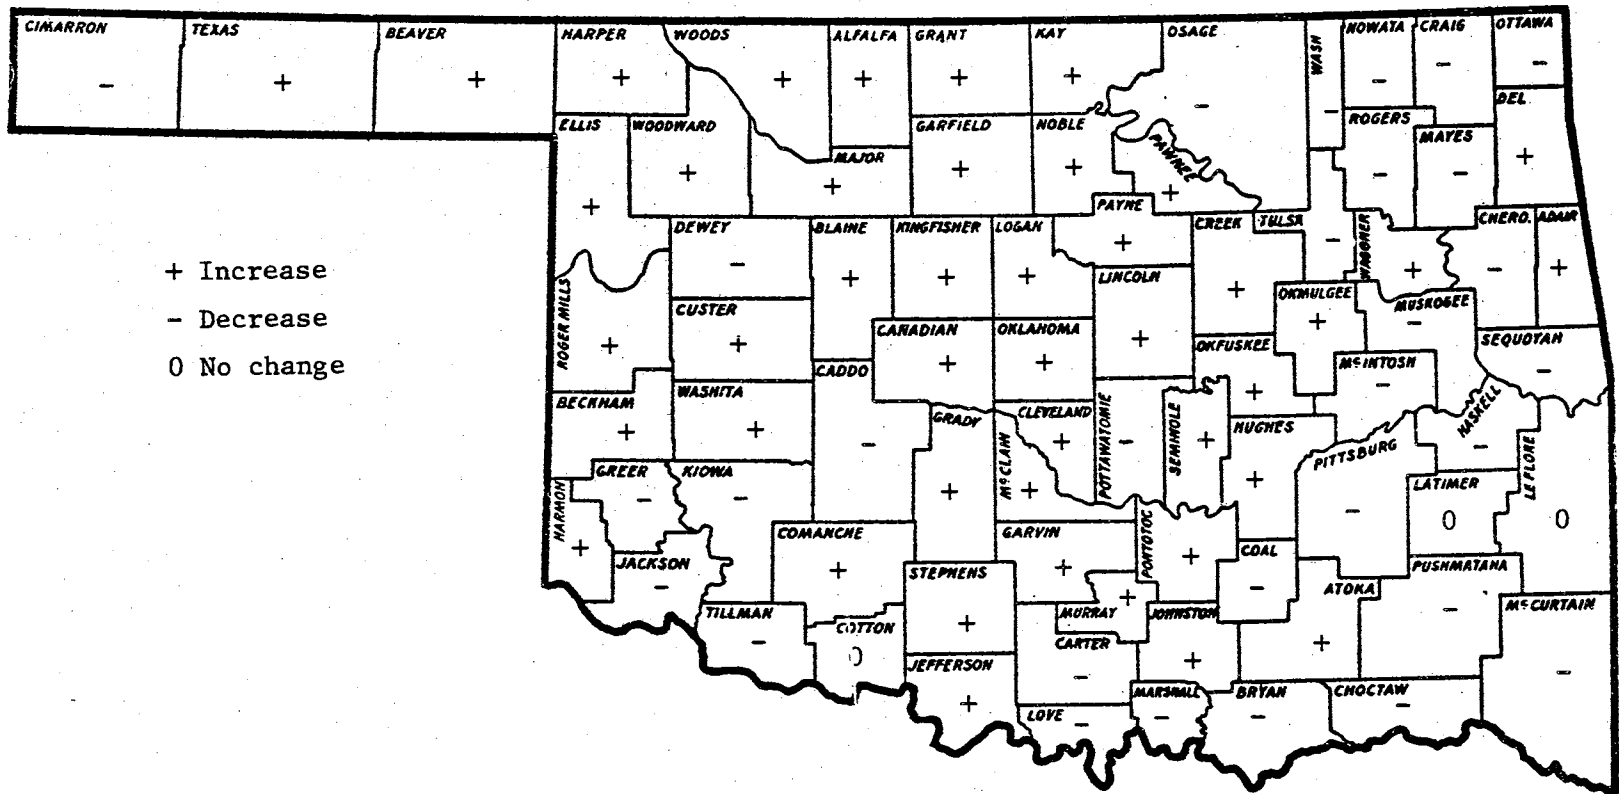 CIMARRON
-
TEXAS
+
BEAVER
+
HARPER
+
WOODS
+
ALFALFA
+
GRANT
+
KAY
+
OSAGE
-
WASH
-
NOWATA
-
CRAIG
-
OTTAWA
-
DEL
+
ELLIS
+
WOODWARD
+
MAJOR
+
GARFIELD
+
NOBLE
+
PAWNEE
+
ROGERS
-
MAYES
-
PAYNE
+
DEWEY
-
BLAINE
+
KINGFISHER
+
LOGAN
+
LINCOLN
+
CREEK
+
TULSA
-
WAGONER
+
CHERO.
-
ADAIR
+
+ Increase
- Decrease
0 No change
ROGER MILLS
+
CUSTER
+
CANADIAN
+
OKLAHOMA
+
OKMULGEE
+
MUSKOGEE
-
SEQUOYAH
-
OKFUSKEE
+
McINTOSH
-
BECKHAM
+
WASHITA
+
CADDO
-
GRADY
+
McCLAIN
+
CLEVELAND
+
POTTAWATOMIE
-
SEMINOLE
+
HUGHES
+
PITTSBURG
-
HASKELL
-
LE FLORE
0
HARMON
+
GREER
-
KIOWA
-
LATIMER
0
JACKSON
-
COMANCHE
+
STEPHENS
+
GARVIN
+
PONTOTOC
+
COAL
-
ATOKA
+
PUSHMATAHA
-
McCURTAIN
-
TILLMAN
-
COTTON
0
JEFFERSON
+
MURRAY
+
CARTER
-
JOHNSTON
+
LOVE
-
MARSHALL
-
BRYAN
-
CHOCTAW
-